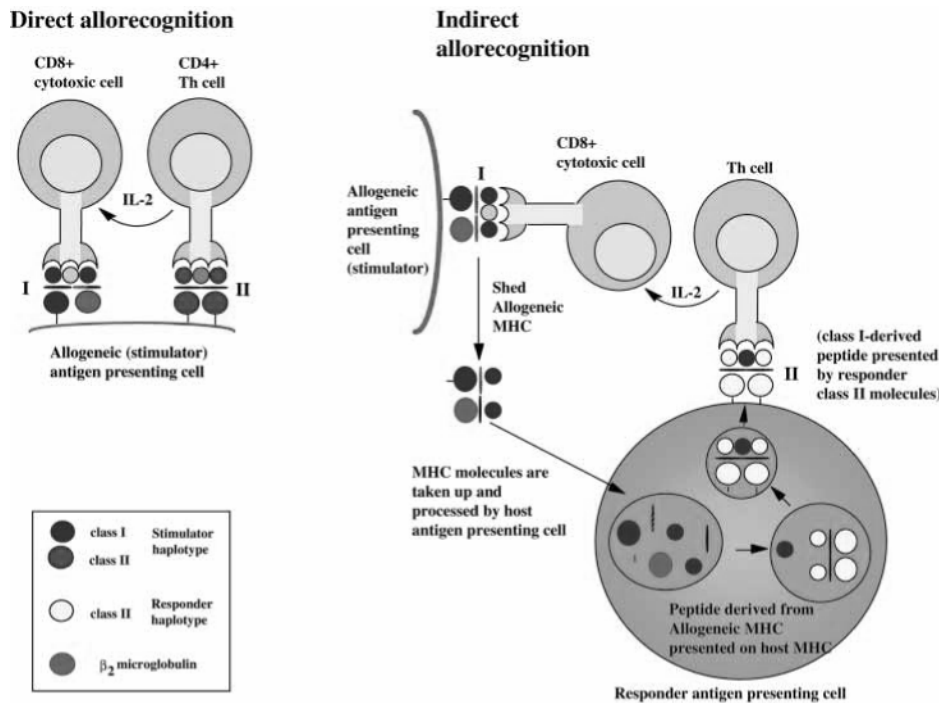 Direct allorecognition
CD8+
cytotoxic cell
CD4+
Th cell
IL-2
I
II
Allogeneic (stimulator)
antigen presenting cell
Indirect
allorecognition
Allogeneic
antigen
presenting
cell
(stimulator)
I
CD8+
cytotoxic cell
Th cell
IL-2
Shed
Allogeneic
MHC
II
(class I-derived
peptide presented
by responder
class II molecules)
MHC molecules are
taken up and
processed by host
antigen presenting cell
Peptide derived from
Allogeneic MHC
presented on host MHC
Responder antigen presenting cell
class I
Stimulator
haplotype
class II
class II
Responder
haplotype
β2 microglobulin